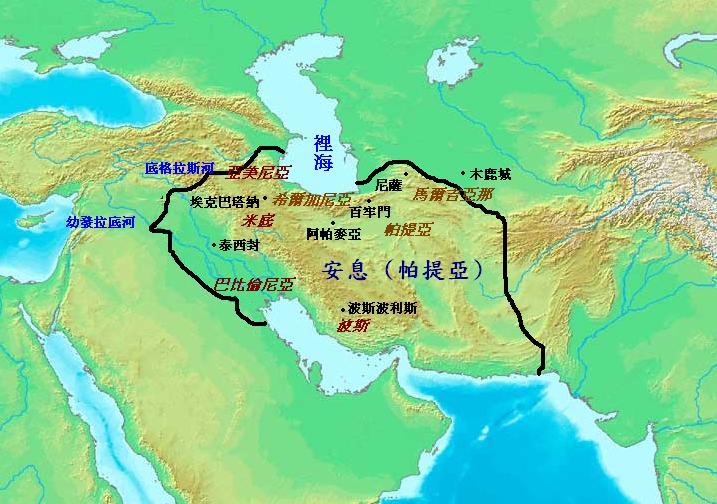 裡海
底格拉斯河
亞美尼亞
木鹿城
尼薩
馬爾吉亞那
埃克巴塔納
希爾加尼亞
百牢門
米底
幼發拉底河
阿帕麥亞
帕提亞
泰西封
安息（帕提亞）
巴比倫尼亞
波斯波利斯
波斯